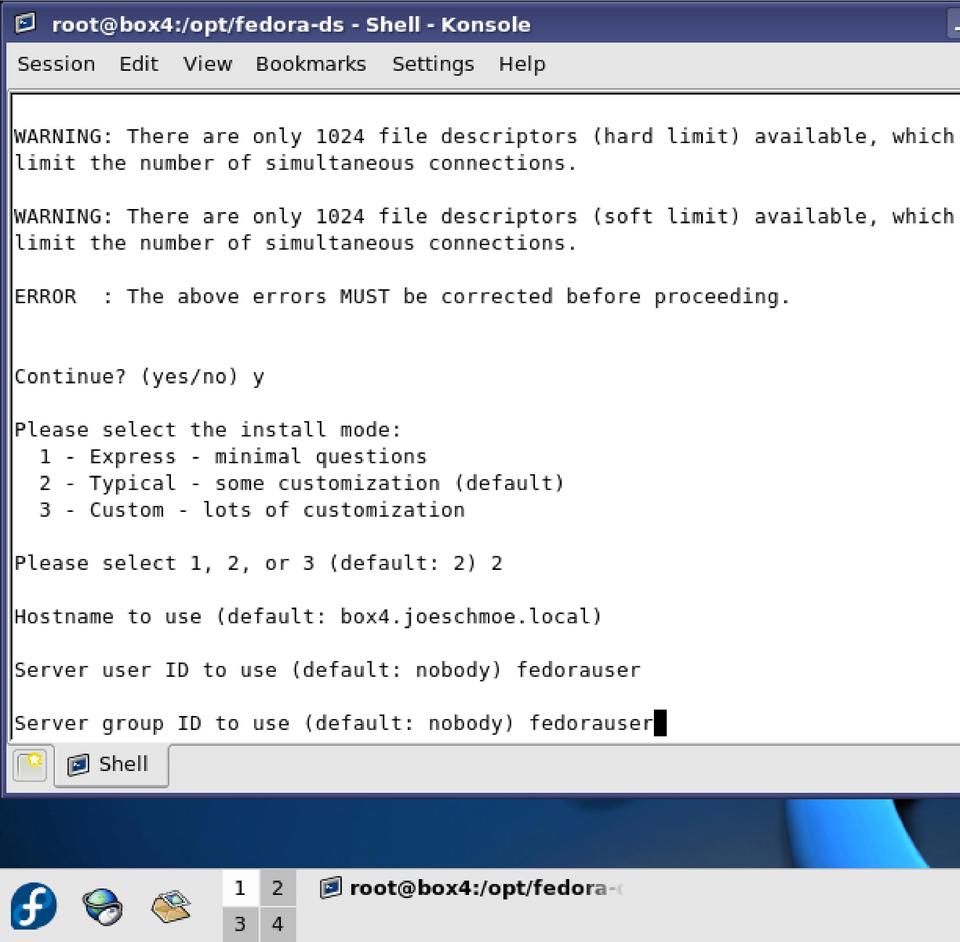 root@box4:/opt/fedora-ds - Shell - Konsole
Session Edit View Bookmarks Settings Help
WARNING: There are only 1024 file descriptors (hard limit) available, which
limit the number of simultaneous connections.
WARNING: There are only 1024 file descriptors (soft limit) available, which
limit the number of simultaneous connections.
ERROR  : The above errors MUST be corrected before proceeding.
Continue? (yes/no) y
Please select the install mode:
  1 - Express - minimal questions
  2 - Typical - some customization (default)
  3 - Custom - lots of customization
Please select 1, 2, or 3 (default: 2) 2
Hostname to use (default: box4.joeschmoe.local)
Server user ID to use (default: nobody) fedorauser
Server group ID to use (default: nobody) fedorauser
Shell
1 2
root@box4:/opt/fedora-
3 4